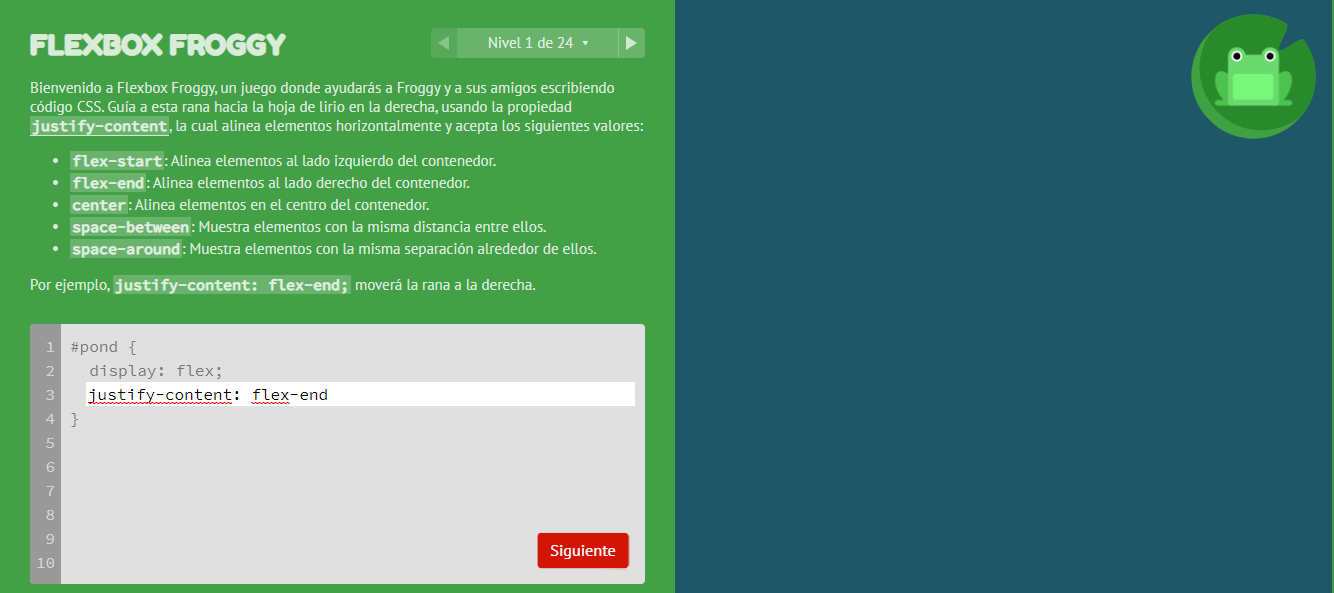 FLEXBOX FROGGY
Nivel 1 de 24
Bienvenido a Flexbox Froggy, un juego donde ayudarás a Froggy y a sus amigos escribiendo
código CSS. Guía a esta rana hacia la hoja de lirio en la derecha, usando la propiedad
justify-content, la cual alinea elementos horizontalmente y acepta los siguientes valores:
• flex-start: Alinea elementos al lado izquierdo del contenedor.
• flex-end: Alinea elementos al lado derecho del contenedor.
• center: Alinea elementos en el centro del contenedor.
• space-between: Muestra elementos con la misma distancia entre ellos.
• space-around: Muestra elementos con la misma separación alrededor de ellos.
Por ejemplo, justify-content: flex-end; moverá la rana a la derecha.
1 #pond {
2 display: flex;
3 justify-content: flex-end
4 }
5
6
7
8
9
10
Siguiente